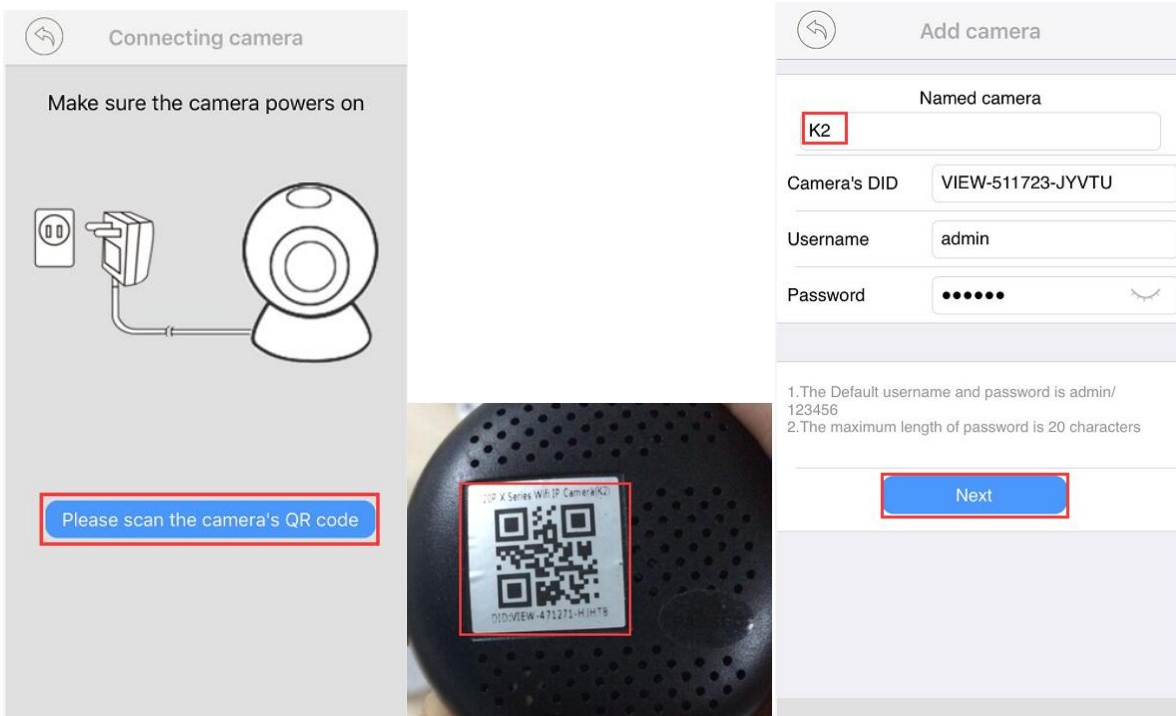 Connecting camera
Make sure the camera powers on
Please scan the camera's QR code
X Series Wifi IP Camera(K2)
DID:VIEW-471271-HJHTB
Add camera
Named camera
K2
Camera's DID
VIEW-511723-JYVTU
Username
admin
Password
••••••
1.The Default username and password is admin/
123456
2.The maximum length of password is 20 characters
Next